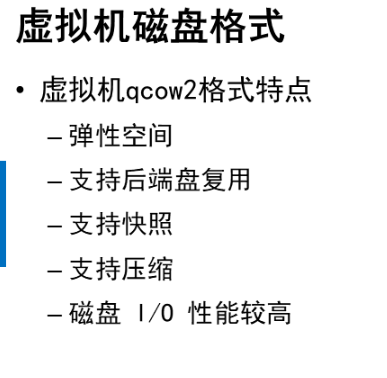 虚拟机磁盘格式
• 虚拟机qcow2格式特点
– 弹性空间
– 支持后端盘复用
– 支持快照
– 支持压缩
– 磁盘 I/O 性能较高